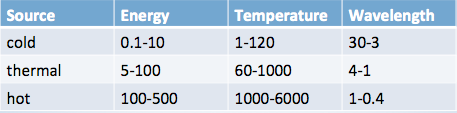 Source Energy Temperature Wavelength
cold 0.1-10 1-120 30-3
thermal 5-100 60-1000 4-1
hot 100-500 1000-6000 1-0.4